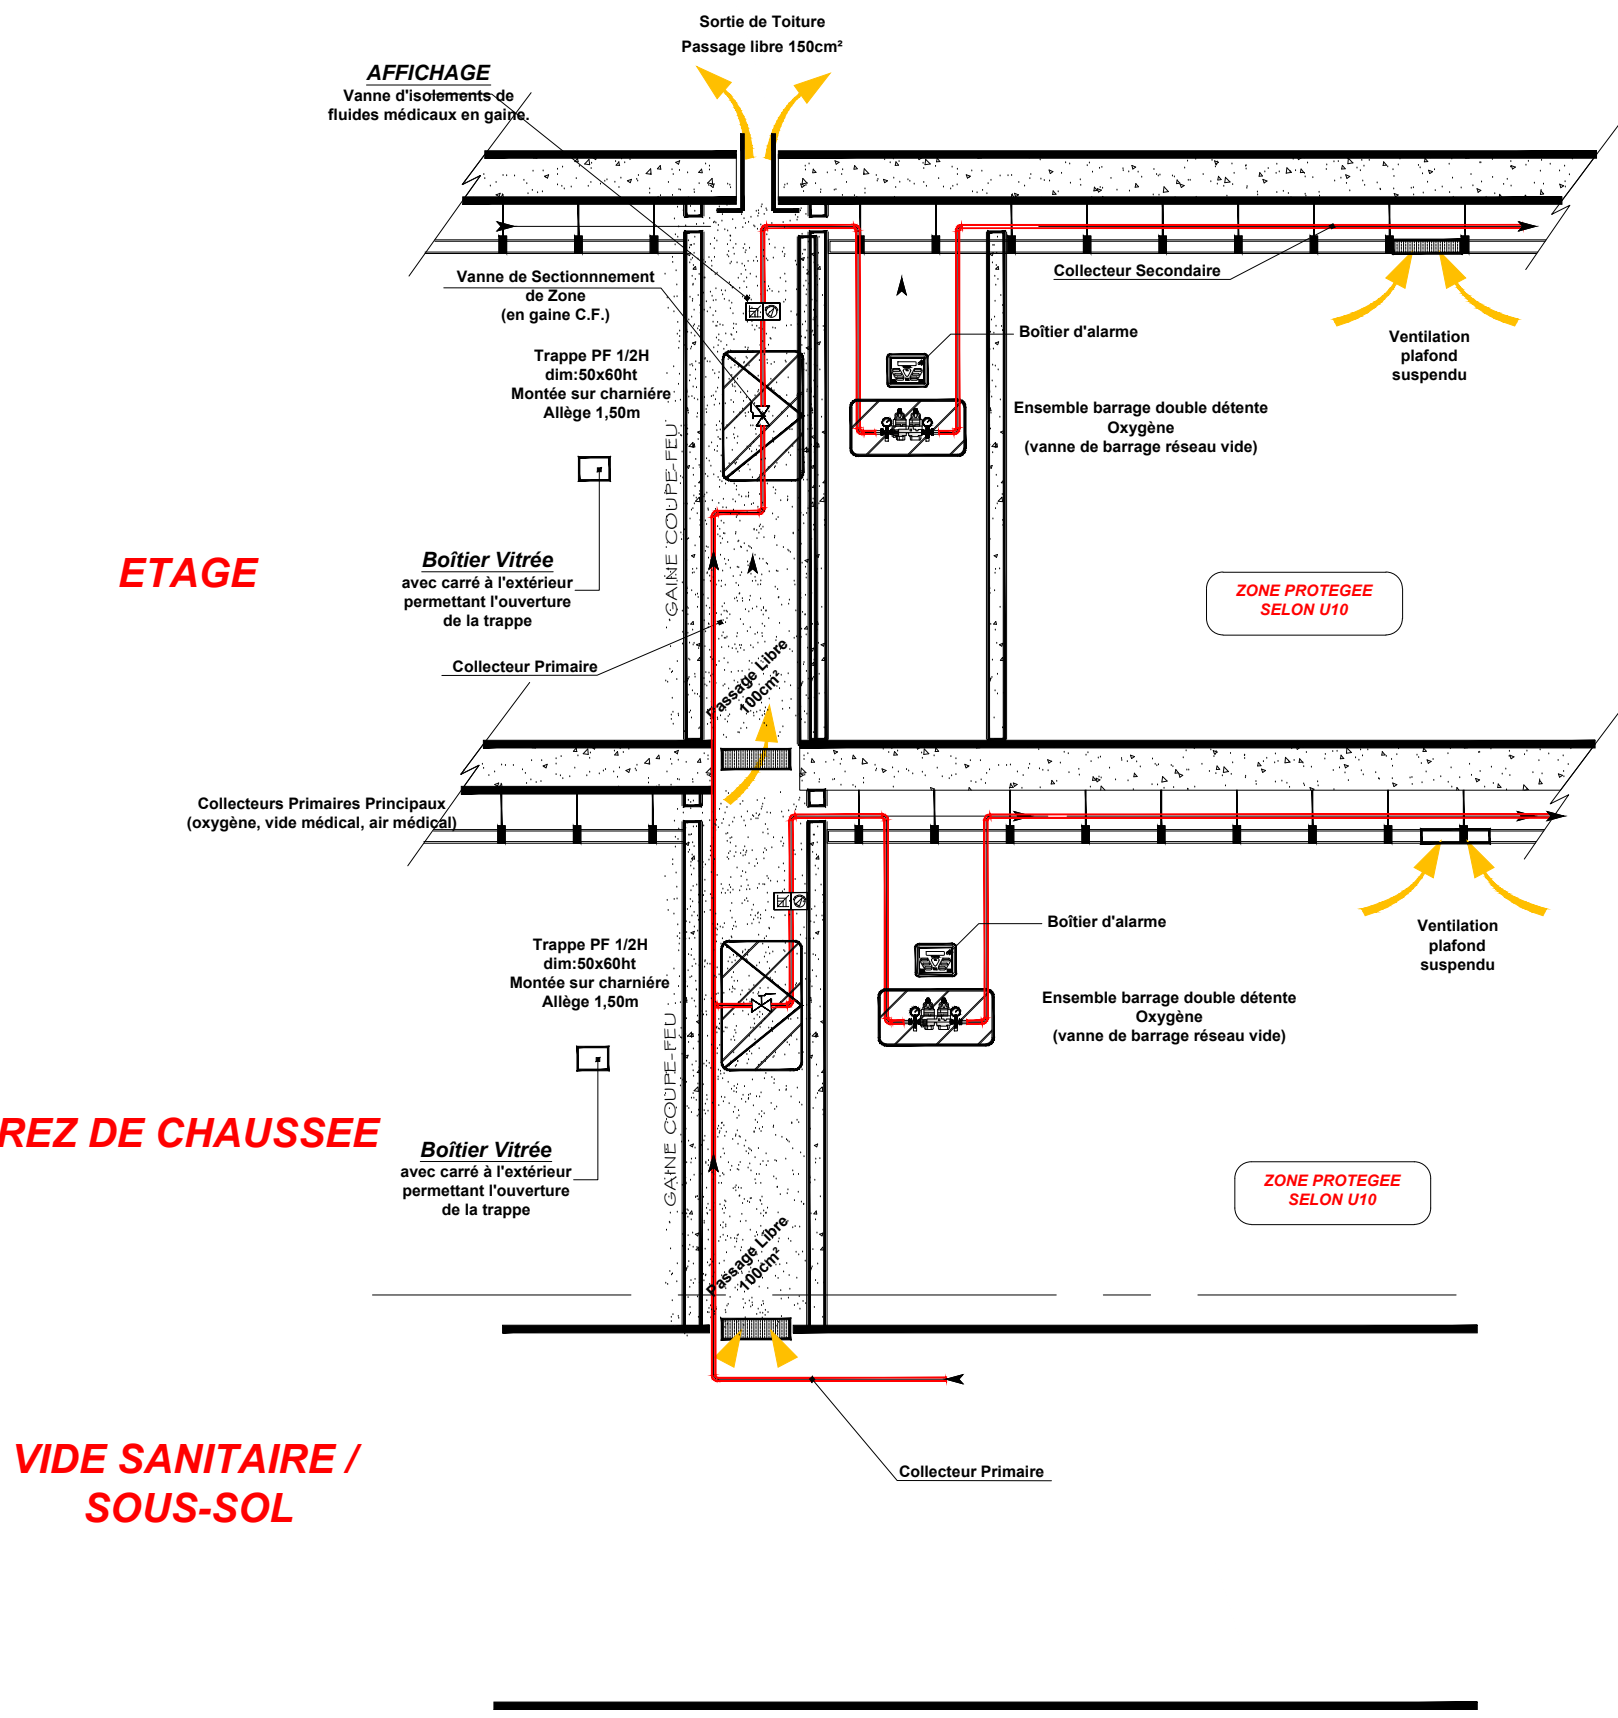 Sortie de Toiture
Passage libre 150cm²
AFFICHAGE
Vanne d'isolements de
fluides médicaux en gaine.
Vanne de Sectionnnement
de Zone
(en gaine C.F.)
Collecteur Secondaire
Boîtier d'alarme
Ventilation
plafond
suspendu
Trappe PF 1/2H
dim:50x60ht
Montée sur charniére
Allège 1,50m
Ensemble barrage double détente
Oxygène
(vanne de barrage réseau vide)
GAINE COUPE-FEU
ETAGE
Boîtier Vitrée
avec carré à l'extérieur
permettant l'ouverture
de la trappe
ZONE PROTEGEE
SELON U10
Collecteur Primaire
Passage Libre
100cm²
Collecteurs Primaires Principaux
(oxygène, vide médical, air médical)
Boîtier d'alarme
Ventilation
plafond
suspendu
Trappe PF 1/2H
dim:50x60ht
Montée sur charniére
Allège 1,50m
Ensemble barrage double détente
Oxygène
(vanne de barrage réseau vide)
GAINE COUPE-FEU
REZ DE CHAUSSEE
Boîtier Vitrée
avec carré à l'extérieur
permettant l'ouverture
de la trappe
ZONE PROTEGEE
SELON U10
Passage Libre
100cm²
VIDE SANITAIRE /
SOUS-SOL
Collecteur Primaire